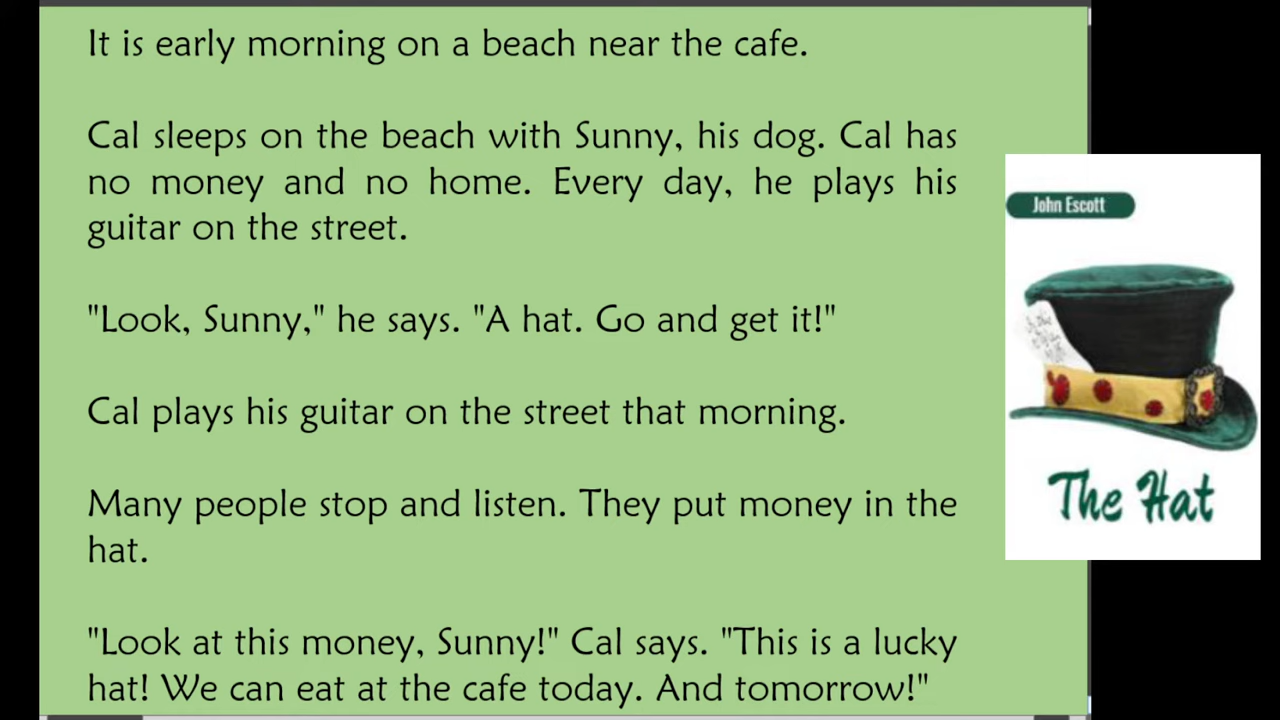 It is early morning on a beach near the cafe.
Cal sleeps on the beach with Sunny, his dog. Cal has
no money and no home. Every day, he plays his
guitar on the street.
"Look, Sunny," he says. "A hat. Go and get it!"
Cal plays his guitar on the street that morning.
Many people stop and listen. They put money in the
hat.
"Look at this money, Sunny!" Cal says. "This is a lucky
hat! We can eat at the cafe today. And tomorrow!"
John Escott
The Hat